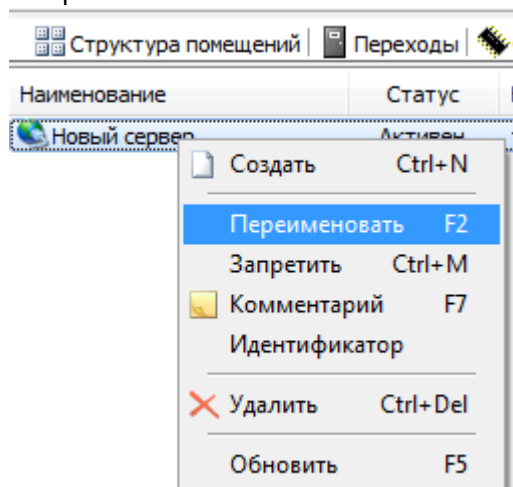 Структура помещений Переходы
Наименование Статус
Новый сервер Активен
Создать Ctrl+N
Переименовать F2
Запретить Ctrl+M
Комментарий F7
Идентификатор
Удалить Ctrl+Del
Обновить F5